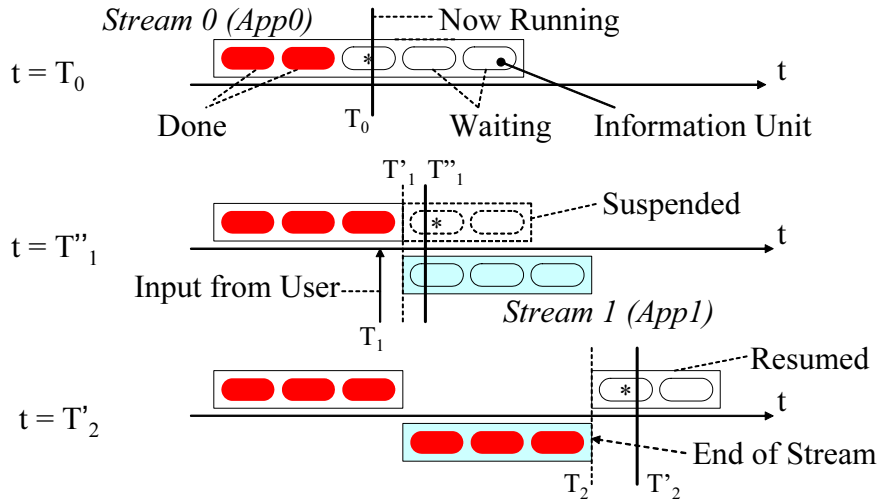 Stream 0 (App0)
Now Running
t = T0
*
t
Done
T0
Waiting
Information Unit
T'1
T"1
Suspended
*
t = T"1
t
Input from User
T1
Stream 1 (App1)
Resumed
*
t = T'2
t
T2
T'2
End of Stream